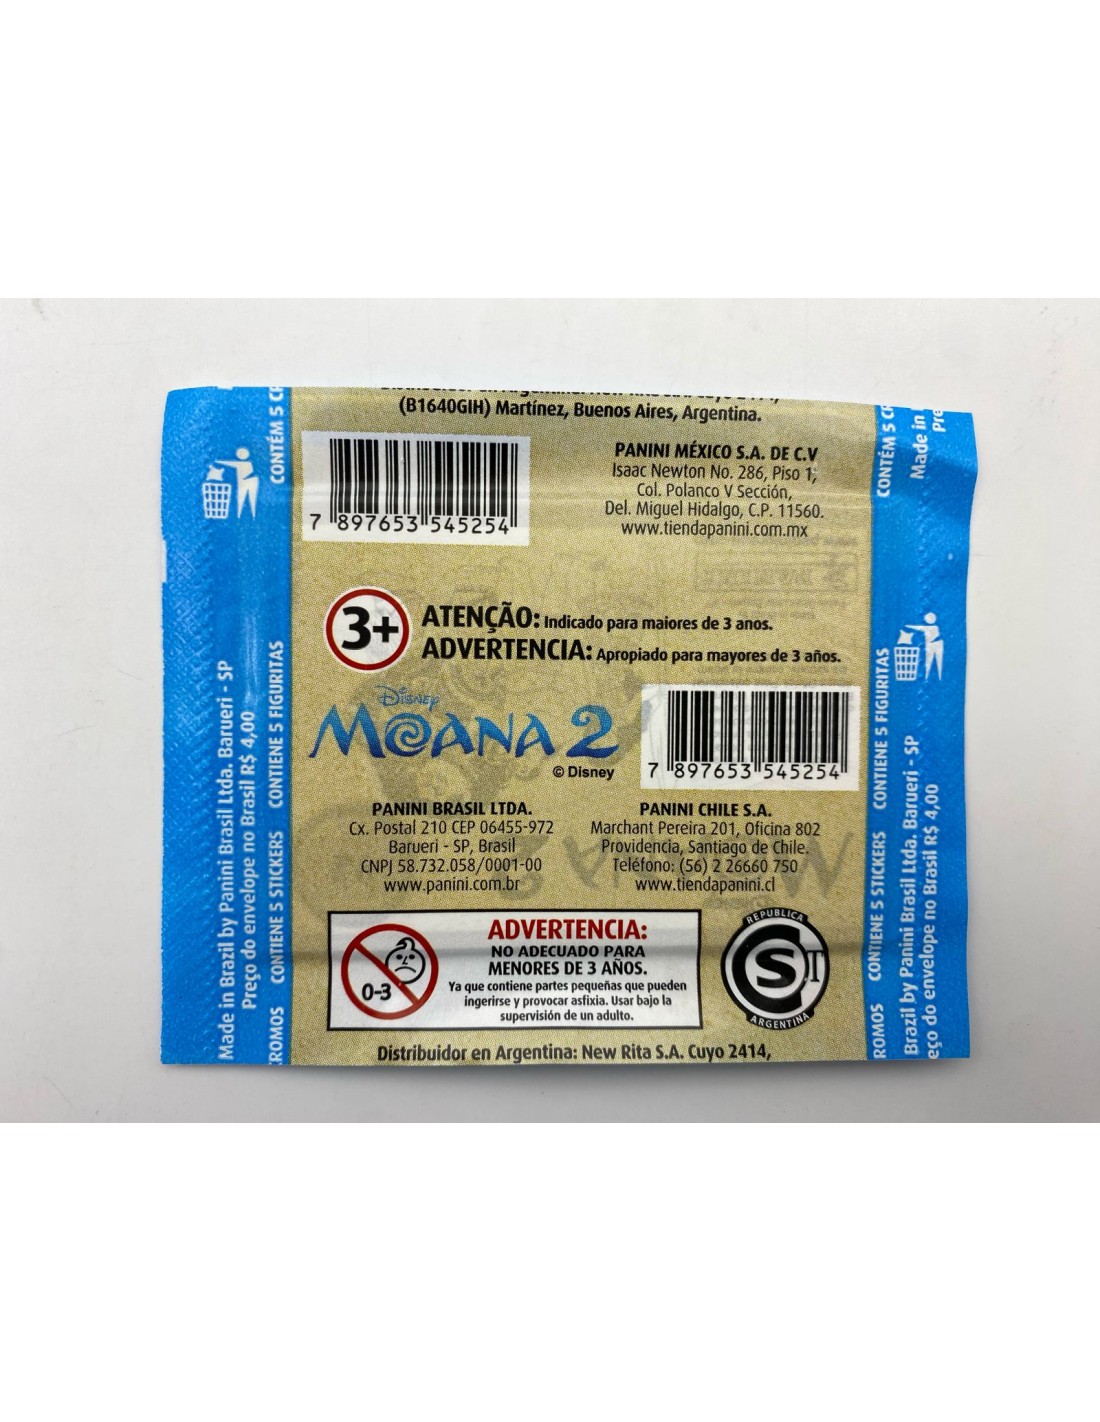 (B1640GIH) Martínez, Buenos Aires, Argentina.
7 897653 545254
PANINI MÉXICO S.A. DE C.V
Isaac Newton No. 286, Piso 1,
Col. Polanco V Sección,
Del. Miguel Hidalgo, C.P. 11560.
www.tiendapanini.com.mx
3+
ATENÇÃO: Indicado para maiores de 3 anos.
ADVERTENCIA: Apropiado para mayores de 3 años.
Disney
MOANA 2
© Disney
7 897653 545254
PANINI BRASIL LTDA.
Cx. Postal 210 CEP 06455-972
Barueri - SP, Brasil
CNPJ 58.732.058/0001-00
www.panini.com.br
PANINI CHILE S.A.
Marchant Pereira 201, Oficina 802
Providencia, Santiago de Chile.
Teléfono: (56) 2 26660 750
www.tiendapanini.cl
0-3
ADVERTENCIA:
NO ADECUADO PARA
MENORES DE 3 AÑOS.
Ya que contiene partes pequeñas que pueden
ingerirse y provocar asfixia. Usar bajo la
supervisión de un adulto.
REPUBLICA
CST
ARGENTINA
Distribuidor en Argentina: New Rita S.A. Cuyo 2414,
Made in Brazil by Panini Brasil Ltda. Barueri - SP
Preço do envelope no Brasil R$ 4,00
CROMOS CONTIENE 5 STICKERS CONTIENE 5 FIGURITAS CONTÉM 5 CR
ROMOS CONTIENE 5 STICKERS CONTIENE 5 FIGURITAS CONTÉM 5 C
Brazil by Panini Brasil Ltda. Barueri - SP Made in
eço do envelope no Brasil R$ 4,00 Pre